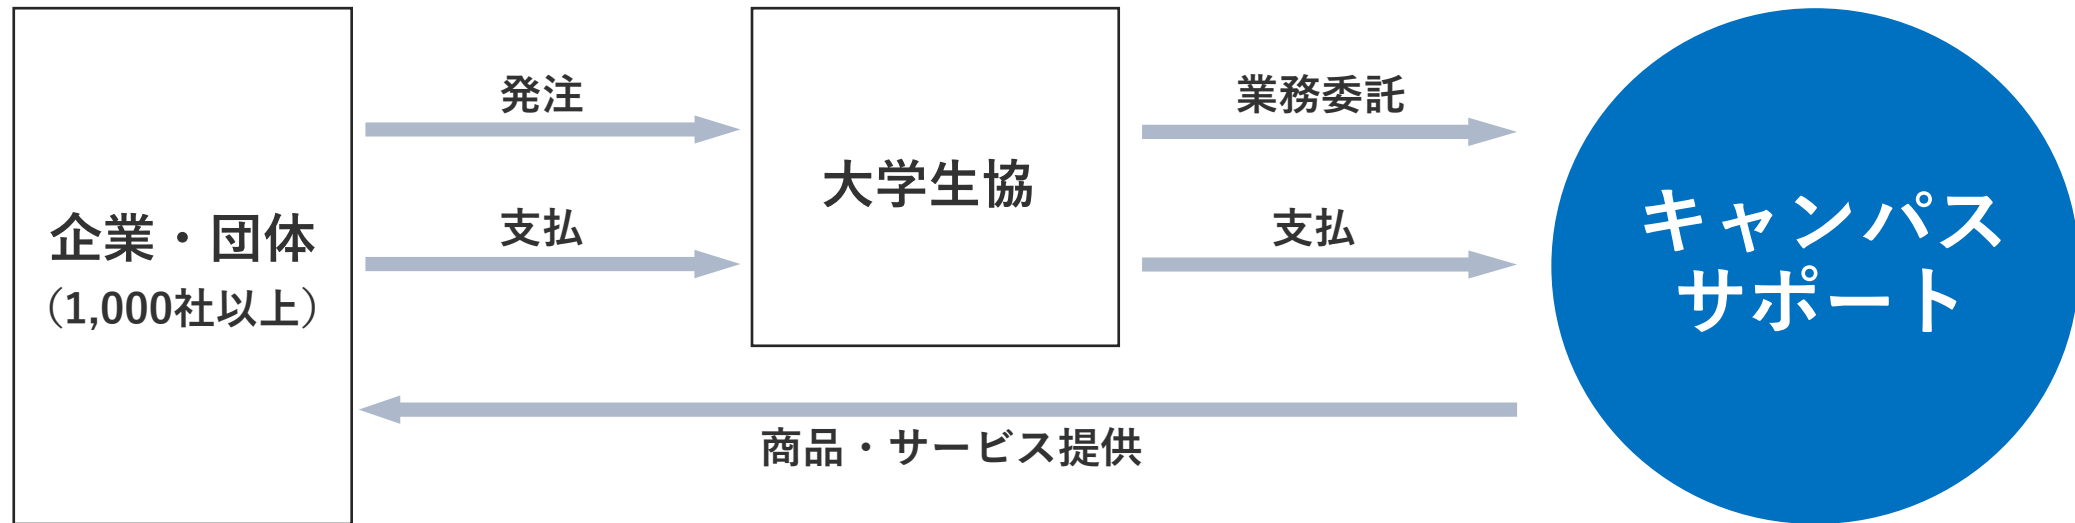 企業・団体
（1,000社以上）
発注
支払
大学生協
業務委託
支払
キャンパス
サポート
商品・サービス提供